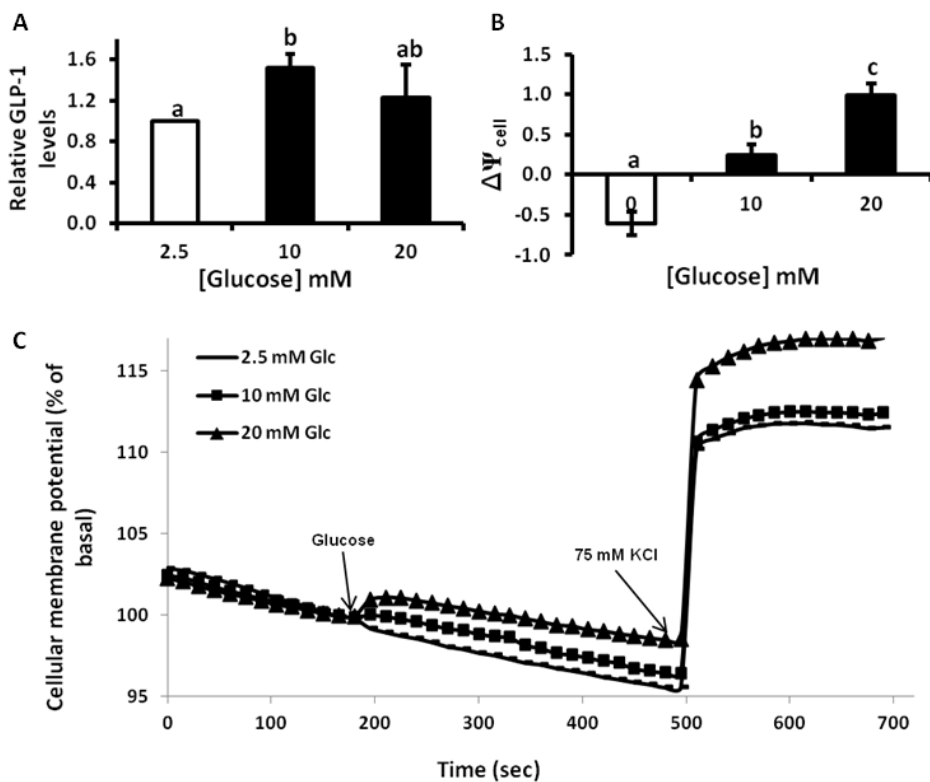 A
Relative GLP-1
levels
1.6
1.2
0.8
0.4
0.0
a
b
ab
2.5
10
20
[Glucose] mM
B
ΔΨcell
1.5
1.0
0.5
0.0
-0.5
-1.0
a
b
c
0
10
20
[Glucose] mM
C
Cellular membrane potential (% of
basal)
115
110
105
100
95
2.5 mM Glc
10 mM Glc
20 mM Glc
Glucose
75 mM KCl
0
100
200
300
400
500
600
700
Time (sec)